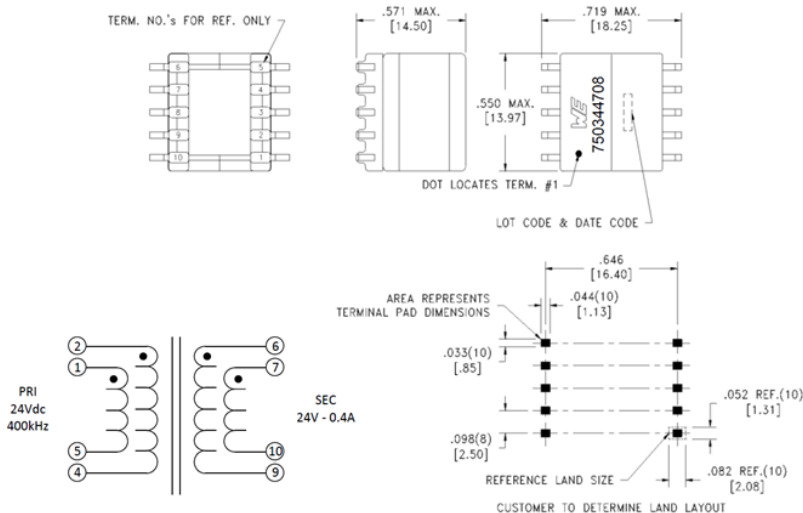 TERM. NO.'s FOR REF. ONLY
6
5
7
4
8
3
9
2
10
1
.571 MAX.
[14.50]
.719 MAX.
[18.25]
.550 MAX.
[13.97]
WE
750344708
DOT LOCATES TERM. #1
LOT CODE & DATE CODE
2
1
5
4
PRI
24Vdc
400kHz
6
7
10
9
SEC
24V - 0.4A
.646
[16.40]
AREA REPRESENTS
TERMINAL PAD DIMENSIONS
.044(10)
[1.13]
.033(10)
[.85]
.098(8)
[2.50]
.052 REF.(10)
[1.31]
REFERENCE LAND SIZE
.082 REF.(10)
[2.08]
CUSTOMER TO DETERMINE LAND LAYOUT